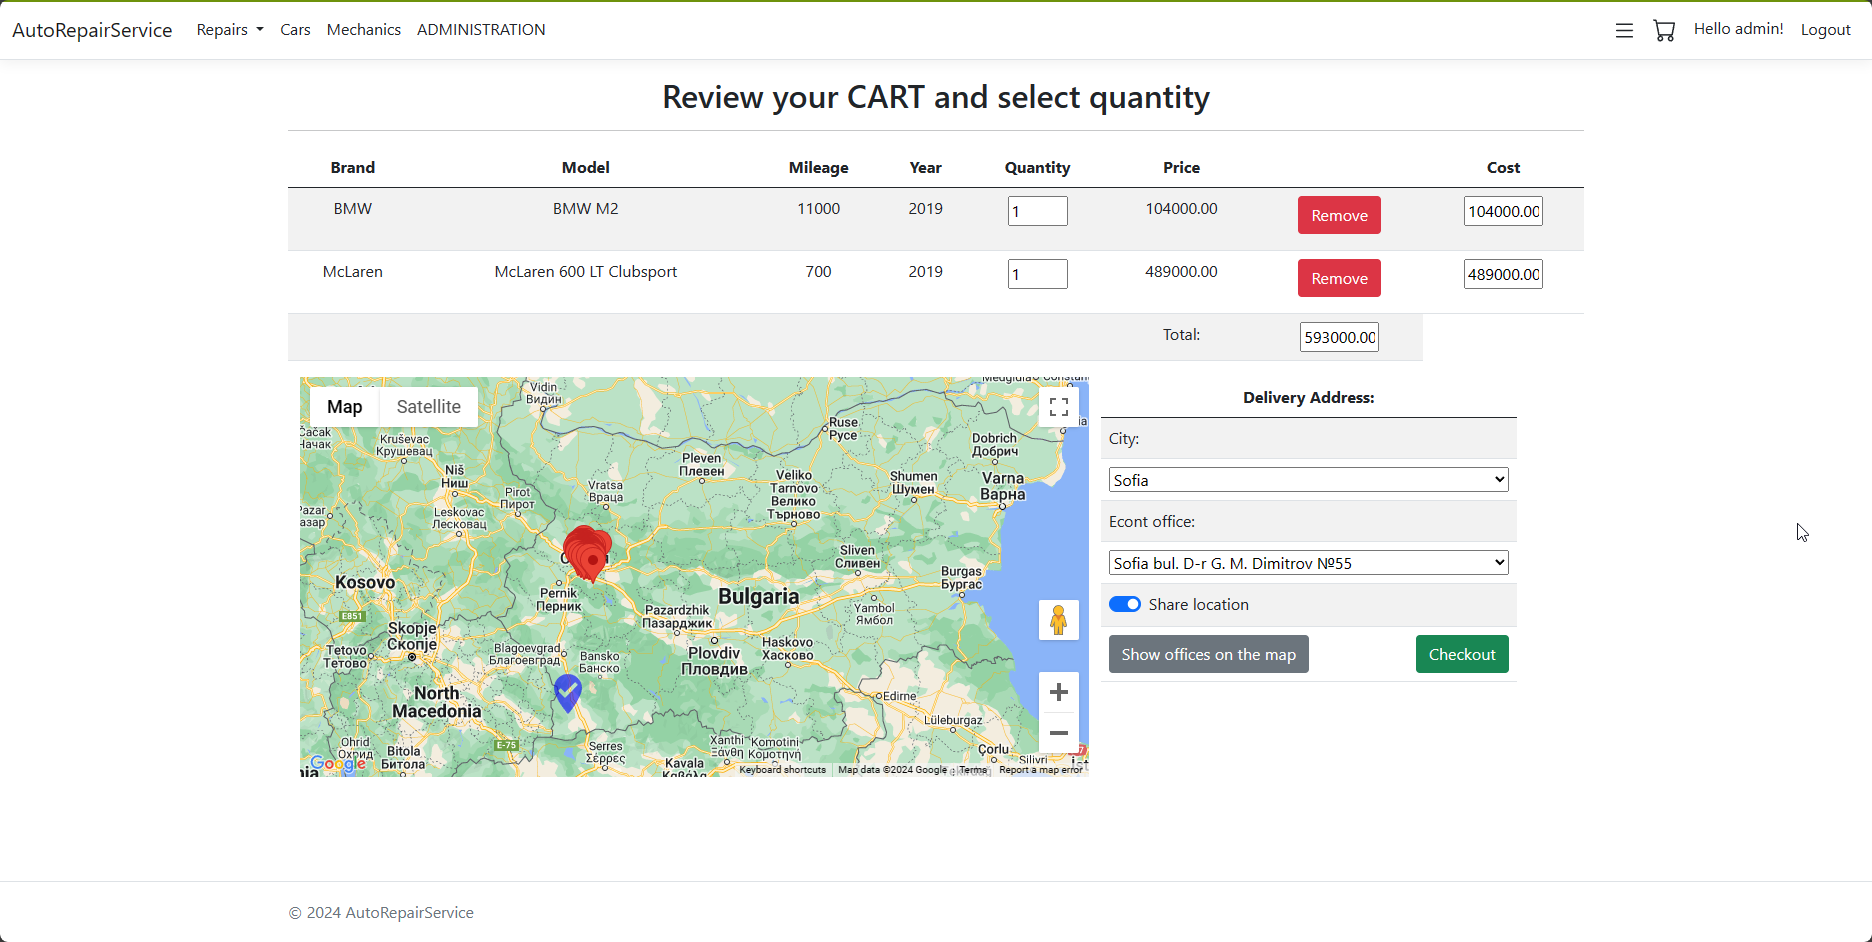 AutoRepairService Repairs Cars Mechanics ADMINISTRATION Hello admin! Logout
Review your CART and select quantity
Brand Model Mileage Year Quantity Price Cost
BMW BMW M2 11000 2019 1 104000.00 Remove 104000.00
McLaren McLaren 600 LT Clubsport 700 2019 1 489000.00 Remove 489000.00
Total: 593000.00
Map Satellite
Vidin
Видин
Ruse
Русе
Dobrich
Добрич
Kruševac
Крушевац
Niš
Ниш
Pleven
Плевен
Veliko
Tarnovo
Велико
Търново
Shumen
Шумен
Varna
Варна
Pirot
Пирот
Vratsa
Враца
Leskovac
Лесковац
Sliven
Сливен
Burgas
Бургас
Kosovo
E851
Pernik
Перник
Bulgaria
Pazardzhik
Пазарджик
Yambol
Ямбол
Skopje
Скопје
Tetovo
Тетово
Blagoevgrad
Благоевград
Bansko
Банско
Plovdiv
Пловдив
Haskovo
Хасково
North
Macedonia
Edirne
Lüleburgaz
Ohrid
Охрид
Bitola
Битола
E-75
Serres
Σέρρες
Xanthi
Ξάνθη
Komotini
Κομοτηνή
Kavala
Καβάλα
Çorlu
Silivri
Google
Keyboard shortcuts Map data ©2024 Google Terms Report a map error
Delivery Address:
City:
Sofia
Econt office:
Sofia bul. D-r G. M. Dimitrov №55
Share location
Show offices on the map Checkout
© 2024 AutoRepairService